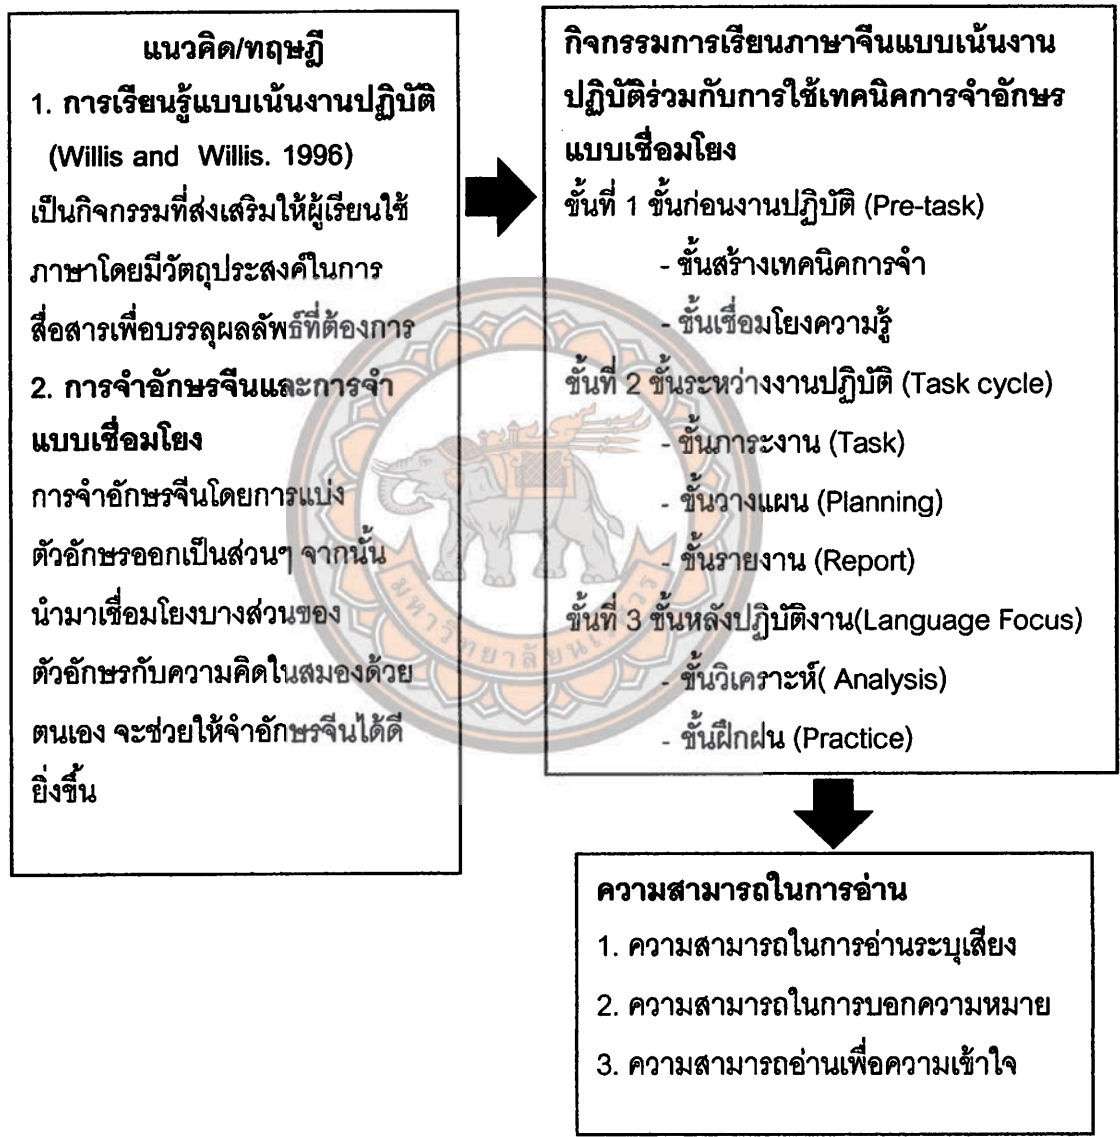 แนวคิด/ทฤษฎี
1. การเรียนรู้แบบเน้นงานปฏิบัติ
(Willis and Willis. 1996)
เป็นกิจกรรมที่ส่งเสริมให้ผู้เรียนใช้
ภาษาโดยมีวัตถุประสงค์ในการ
สื่อสารเพื่อบรรลุผลลัพธ์ที่ต้องการ
2. การจำอักษรจีนและการจำ
แบบเชื่อมโยง
การจำอักษรจีนโดยการแบ่ง
ตัวอักษรออกเป็นส่วนๆ จากนั้น
นำมาเชื่อมโยงบางส่วนของ
ตัวอักษรกับความคิดในสมองด้วย
ตนเอง จะช่วยให้จำอักษรจีนได้ดี
ยิ่งขึ้น
กิจกรรมการเรียนภาษาจีนแบบเน้นงาน
ปฏิบัติร่วมกับการใช้เทคนิคการจำอักษร
แบบเชื่อมโยง
ขั้นที่ 1 ขั้นก่อนงานปฏิบัติ (Pre-task)
- ขั้นสร้างเทคนิคการจำ
- ขั้นเชื่อมโยงความรู้
ขั้นที่ 2 ขั้นระหว่างงานปฏิบัติ (Task cycle)
- ขั้นภาระงาน (Task)
- ขั้นวางแผน (Planning)
- ขั้นรายงาน (Report)
ขั้นที่ 3 ขั้นหลังปฏิบัติงาน(Language Focus)
- ขั้นวิเคราะห์( Analysis)
- ขั้นฝึกฝน (Practice)
มหาวิทยาลัยนเรศวร
ความสามารถในการอ่าน
1. ความสามารถในการอ่านระบุเสียง
2. ความสามารถในการบอกความหมาย
3. ความสามารถอ่านเพื่อความเข้าใจ